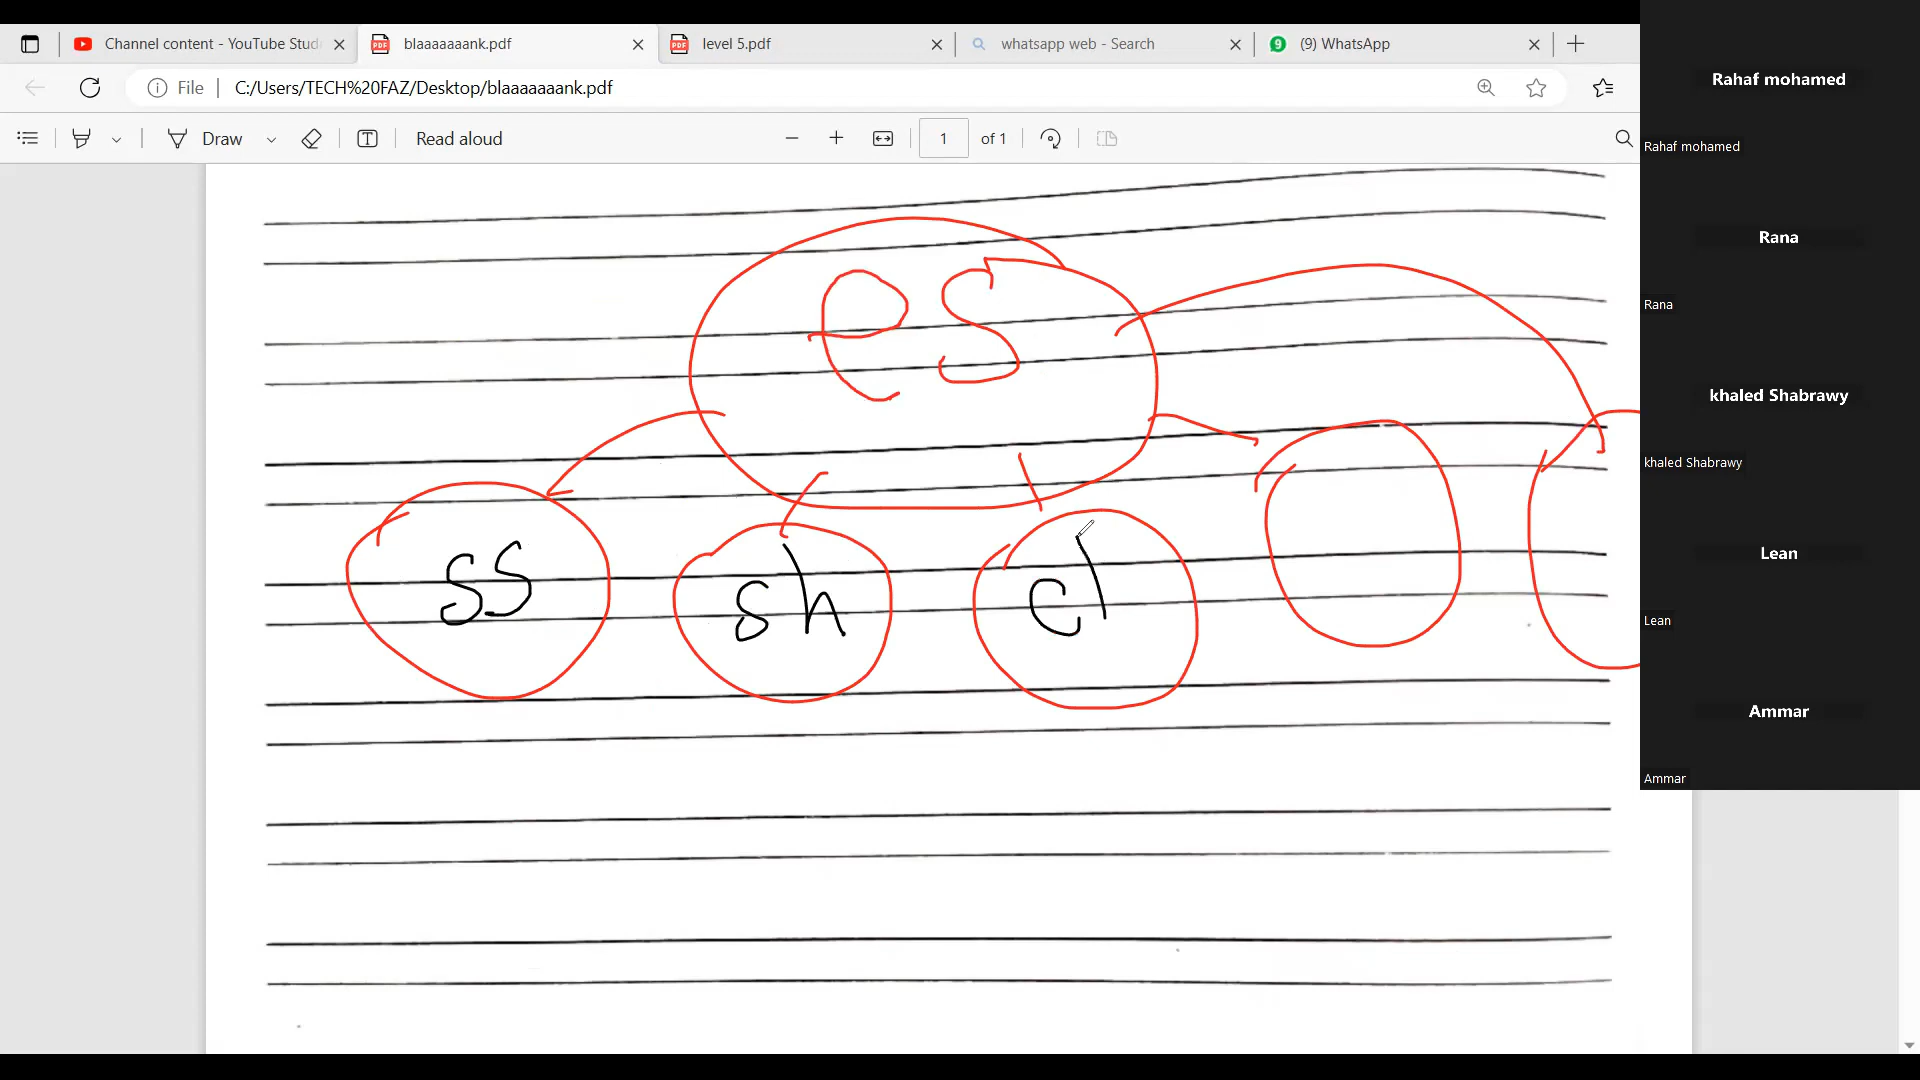 Channel content - YouTube Stud
blaaaaaaank.pdf
level 5.pdf
whatsapp web - Search
(9) WhatsApp
File
C:/Users/TECH%20FAZ/Desktop/blaaaaaaank.pdf
Draw
Read aloud
1
of 1
Rahaf mohamed
Rahaf mohamed
Rana
Rana
khaled Shabrawy
khaled Shabrawy
Lean
Lean
Ammar
Ammar
es
ss
sh
cl